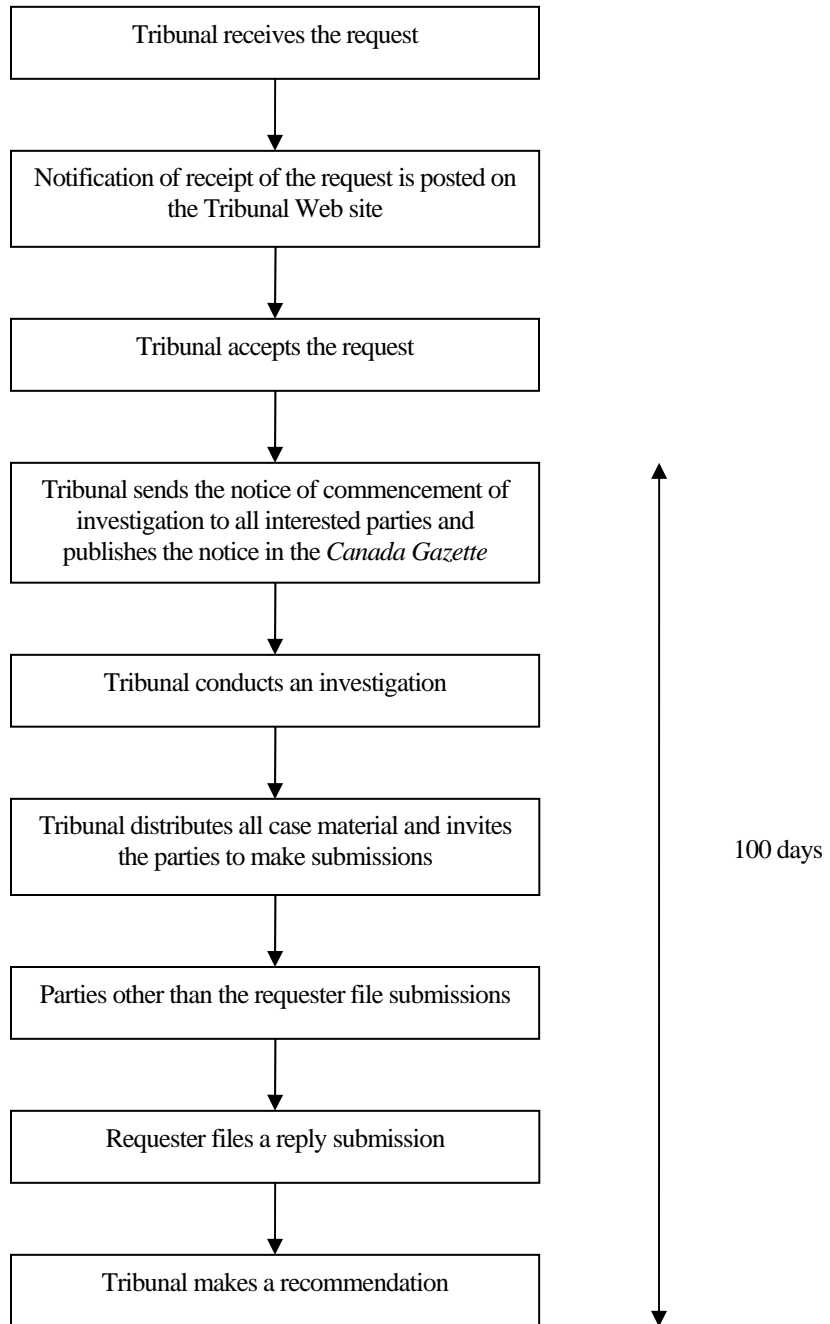 Tribunal receives the request
Notification of receipt of the request is posted on
the Tribunal Web site
Tribunal accepts the request
Tribunal sends the notice of commencement of
investigation to all interested parties and
publishes the notice in the Canada Gazette
Tribunal conducts an investigation
Tribunal distributes all case material and invites
the parties to make submissions
100 days
Parties other than the requester file submissions
Requester files a reply submission
Tribunal makes a recommendation